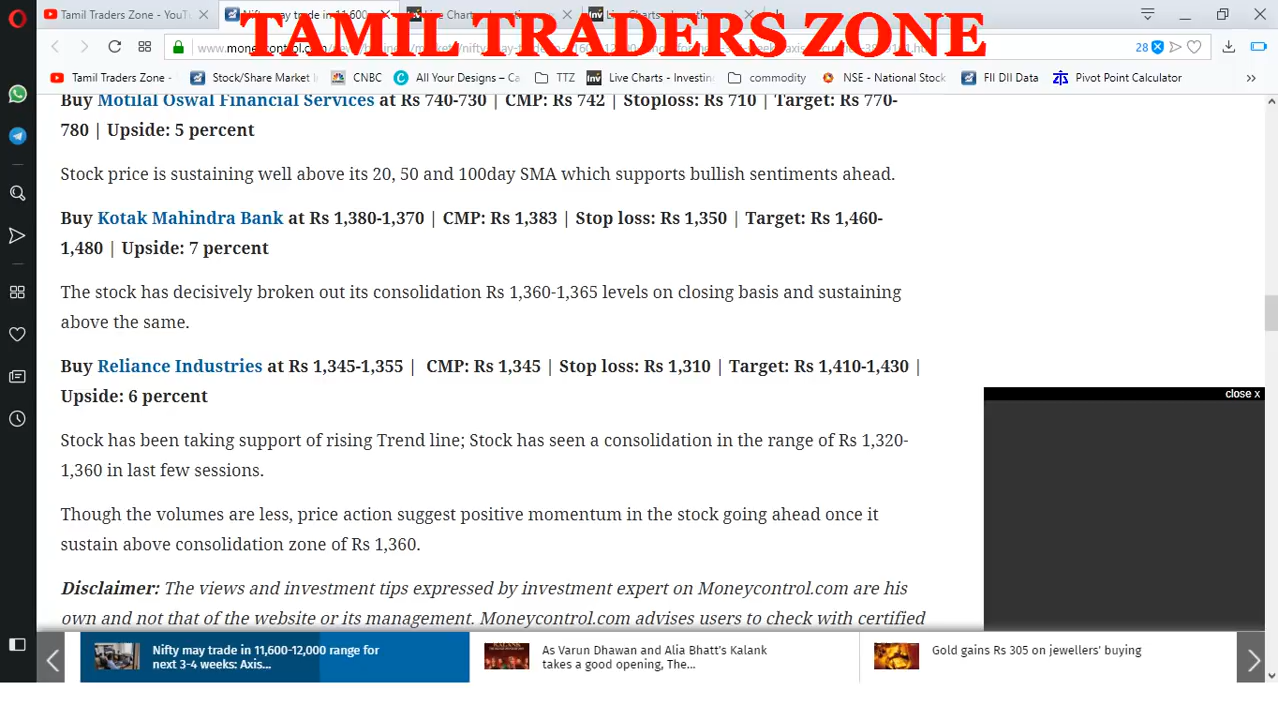 Tamil Traders Zone - YouTu
Nifty may trade in 11,600
Live Chart
Live Charts
TAMIL TRADERS ZONE
www.moneycontrol.com
28
Tamil Traders Zone -
Stock/Share Market
CNBC
All Your Designs – Ca
TTZ
Live Charts - Investin
commodity
NSE - National Stock
FII DII Data
Pivot Point Calculator
Buy Motilal Oswal Financial Services at Rs 740-730 | CMP: Rs 742 | Stoploss: Rs 710 | Target: Rs 770-
780 | Upside: 5 percent
Stock price is sustaining well above its 20, 50 and 100day SMA which supports bullish sentiments ahead.
Buy Kotak Mahindra Bank at Rs 1,380-1,370 | CMP: Rs 1,383 | Stop loss: Rs 1,350 | Target: Rs 1,460-
1,480 | Upside: 7 percent
The stock has decisively broken out its consolidation Rs 1,360-1,365 levels on closing basis and sustaining
above the same.
Buy Reliance Industries at Rs 1,345-1,355 | CMP: Rs 1,345 | Stop loss: Rs 1,310 | Target: Rs 1,410-1,430 |
Upside: 6 percent
close x
Stock has been taking support of rising Trend line; Stock has seen a consolidation in the range of Rs 1,320-
1,360 in last few sessions.
Though the volumes are less, price action suggest positive momentum in the stock going ahead once it
sustain above consolidation zone of Rs 1,360.
Disclaimer: The views and investment tips expressed by investment expert on Moneycontrol.com are his
own and not that of the website or its management. Moneycontrol.com advises users to check with certified
Nifty may trade in 11,600-12,000 range for
next 3-4 weeks: Axis...
As Varun Dhawan and Alia Bhatt's Kalank
takes a good opening, The...
Gold gains Rs 305 on jewellers' buying